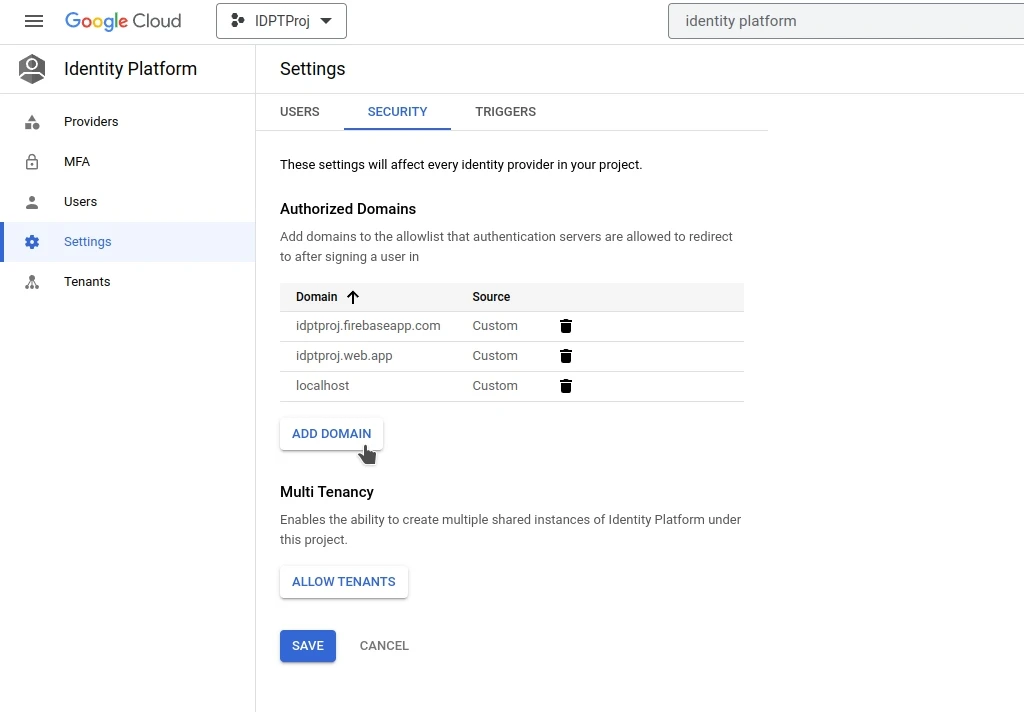 Google Cloud
IDPTProj
identity platform
Identity Platform
Settings
Providers
MFA
Users
Settings
Tenants
USERS
SECURITY
TRIGGERS
These settings will affect every identity provider in your project.
Authorized Domains
Add domains to the allowlist that authentication servers are allowed to redirect
to after signing a user in
Domain Source
idptproj.firebaseapp.com Custom
idptproj.web.app Custom
localhost Custom
ADD DOMAIN
Multi Tenancy
Enables the ability to create multiple shared instances of Identity Platform under
this project.
ALLOW TENANTS
SAVE CANCEL